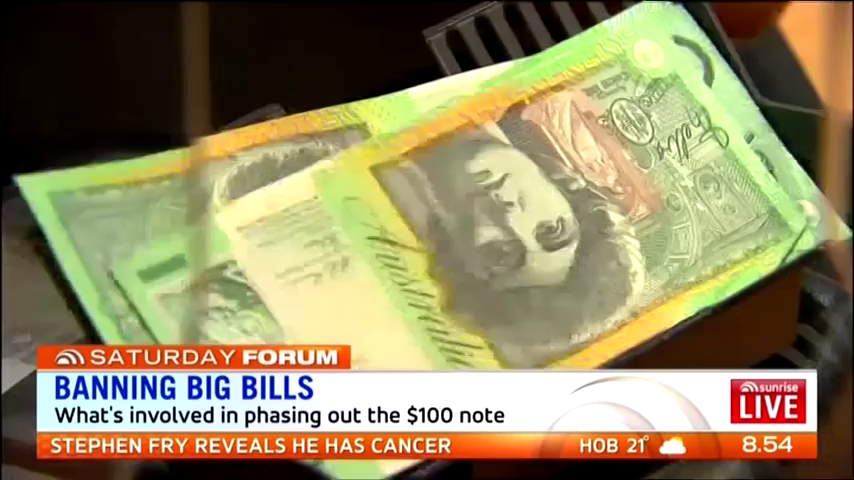 Australia
SATURDAY FORUM
BANNING BIG BILLS
What's involved in phasing out the $100 note
sunrise
LIVE
STEPHEN FRY REVEALS HE HAS CANCER
HOB 21°
8.54